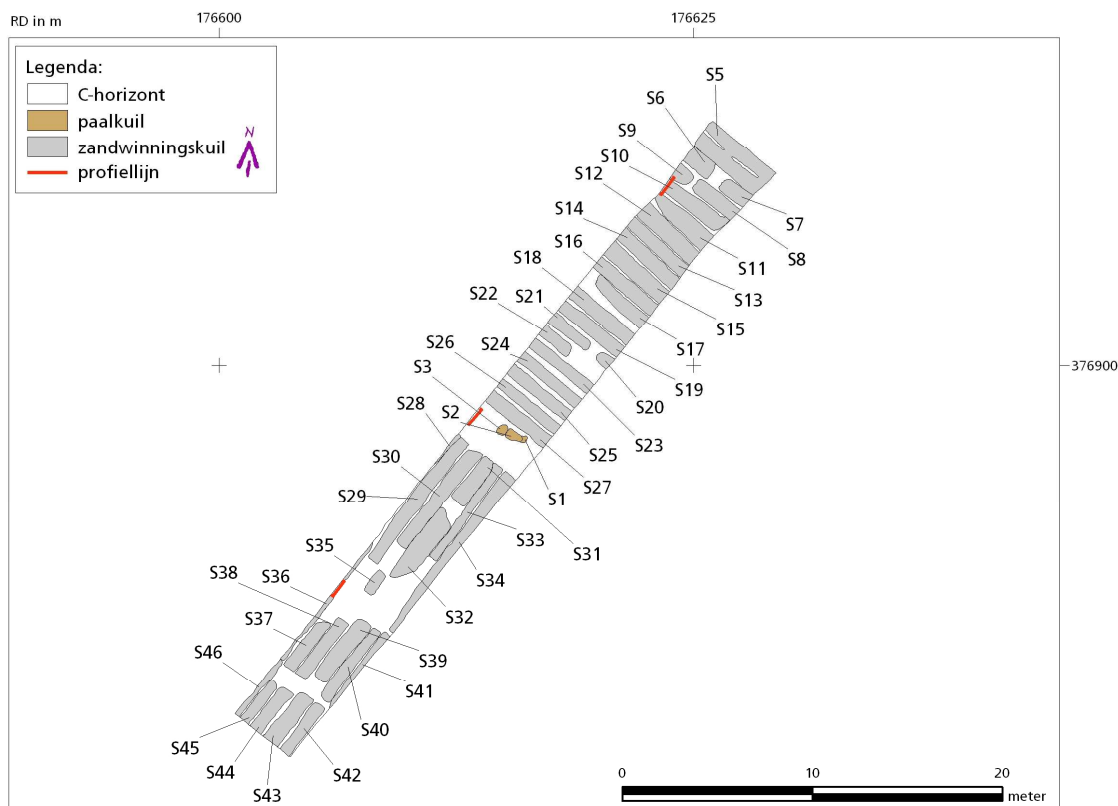 RD in m
176600
176625
Legenda:
C-horizont
paalkuil
zandwinningskuil
profiellijn
N
S5
S6
S9
S10
S12
S14
S16
S18
S21
S22
S24
S26
S3
S2
S28
S7
S8
S11
S13
S15
S17
S19
S20
S23
S25
S27
S1
376900
S30
S29
S31
S33
S34
S32
S35
S38
S36
S37
S46
S39
S41
S40
S45
S44
S43
S42
0
10
20
meter